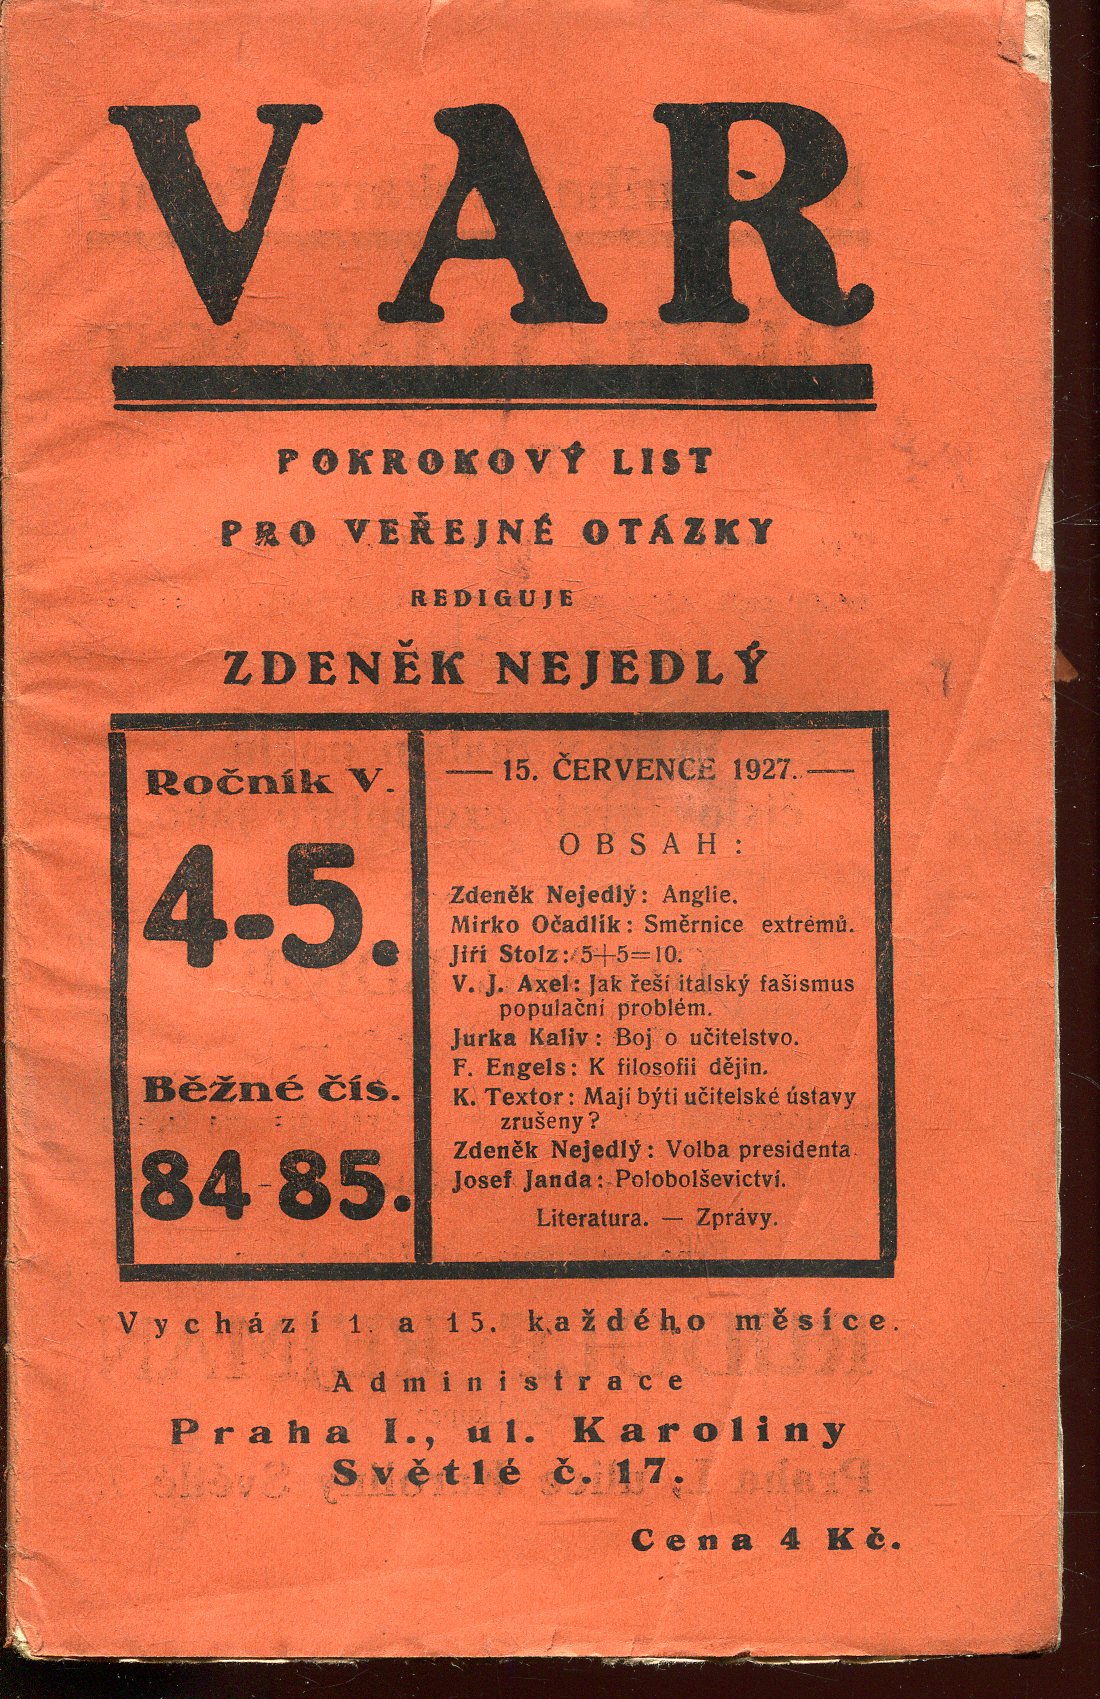 VAR
POKROKOVÝ LIST
PRO VEŘEJNÉ OTÁZKY
REDIGUJE
ZDENĚK NEJEDLÝ
Ročník V.
4-5.
Běžné čís.
84-85.
— 15. ČERVENCE 1927. —
OBSAH:
Zdeněk Nejedlý: Anglie.
Mirko Očadlík: Směrnice extrémů.
Jiří Stolz: 5+5=10.
V. J. Axel: Jak řeší italský fašismus
populační problém.
Jurka Kaliv: Boj o učitelstvo.
F. Engels: K filosofii dějin.
K. Textor: Mají býti učitelské ústavy
zrušeny?
Zdeněk Nejedlý: Volba presidenta.
Josef Janda: Polobolševictví.
Literatura. — Zprávy.
Vychází 1. a 15. každého měsíce.
Administrace
Praha I., ul. Karoliny
Světlé č. 17.
Cena 4 Kč.